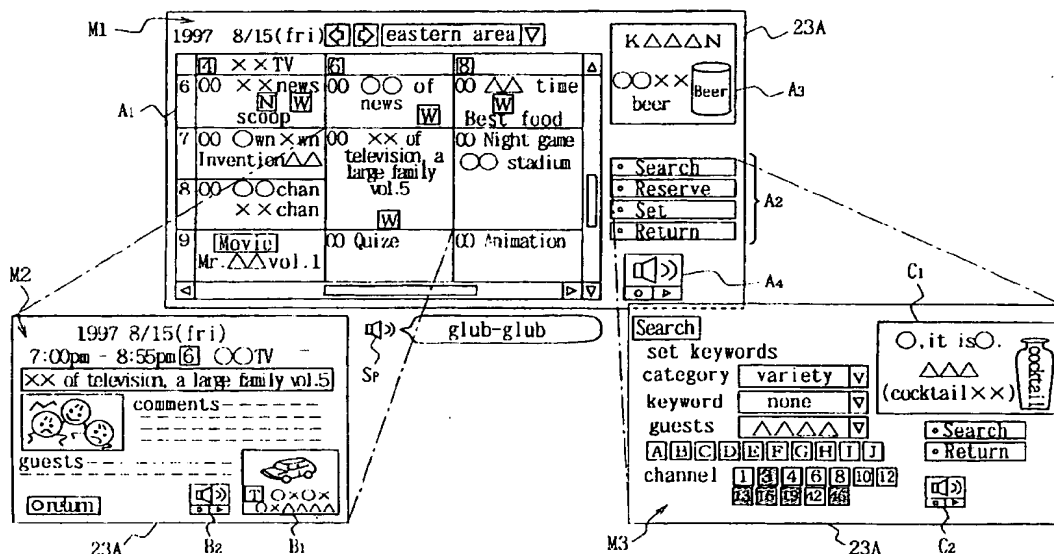 M1
1997 8/15(fri) eastern area
23A
K△△△N
○○×× beer
Beer
A3
A1
4 ××TV 6 8
6 00 ××news N W scoop
00 ○○ of news W
00 △△ time W Best food
7 00 ○wn×wn Invention△△
00 ×× of television, a large family vol.5 W
00 Night game ○○ stadium
8 00 ○○chan ××chan
9 Movie Mr.△△vol.1
00 Quize
00 Animation
Search
Reserve
Set
Return
A2
A4
M2
1997 8/15(fri)
7:00pm - 8:55pm 6 ○○TV
×× of television, a large family vol.5
comments
guests
T ○×○×
○×△△△△
○return
23A
B2
B1
SP
glub-glub
C1
Search
set keywords
category variety
keyword none
guests △△△△
A B C D E F G H I J
channel 1 3 4 6 8 10 12
○,it is○.
△△△
(cocktail××)
cocktail
Search
Return
M3
23A
C2